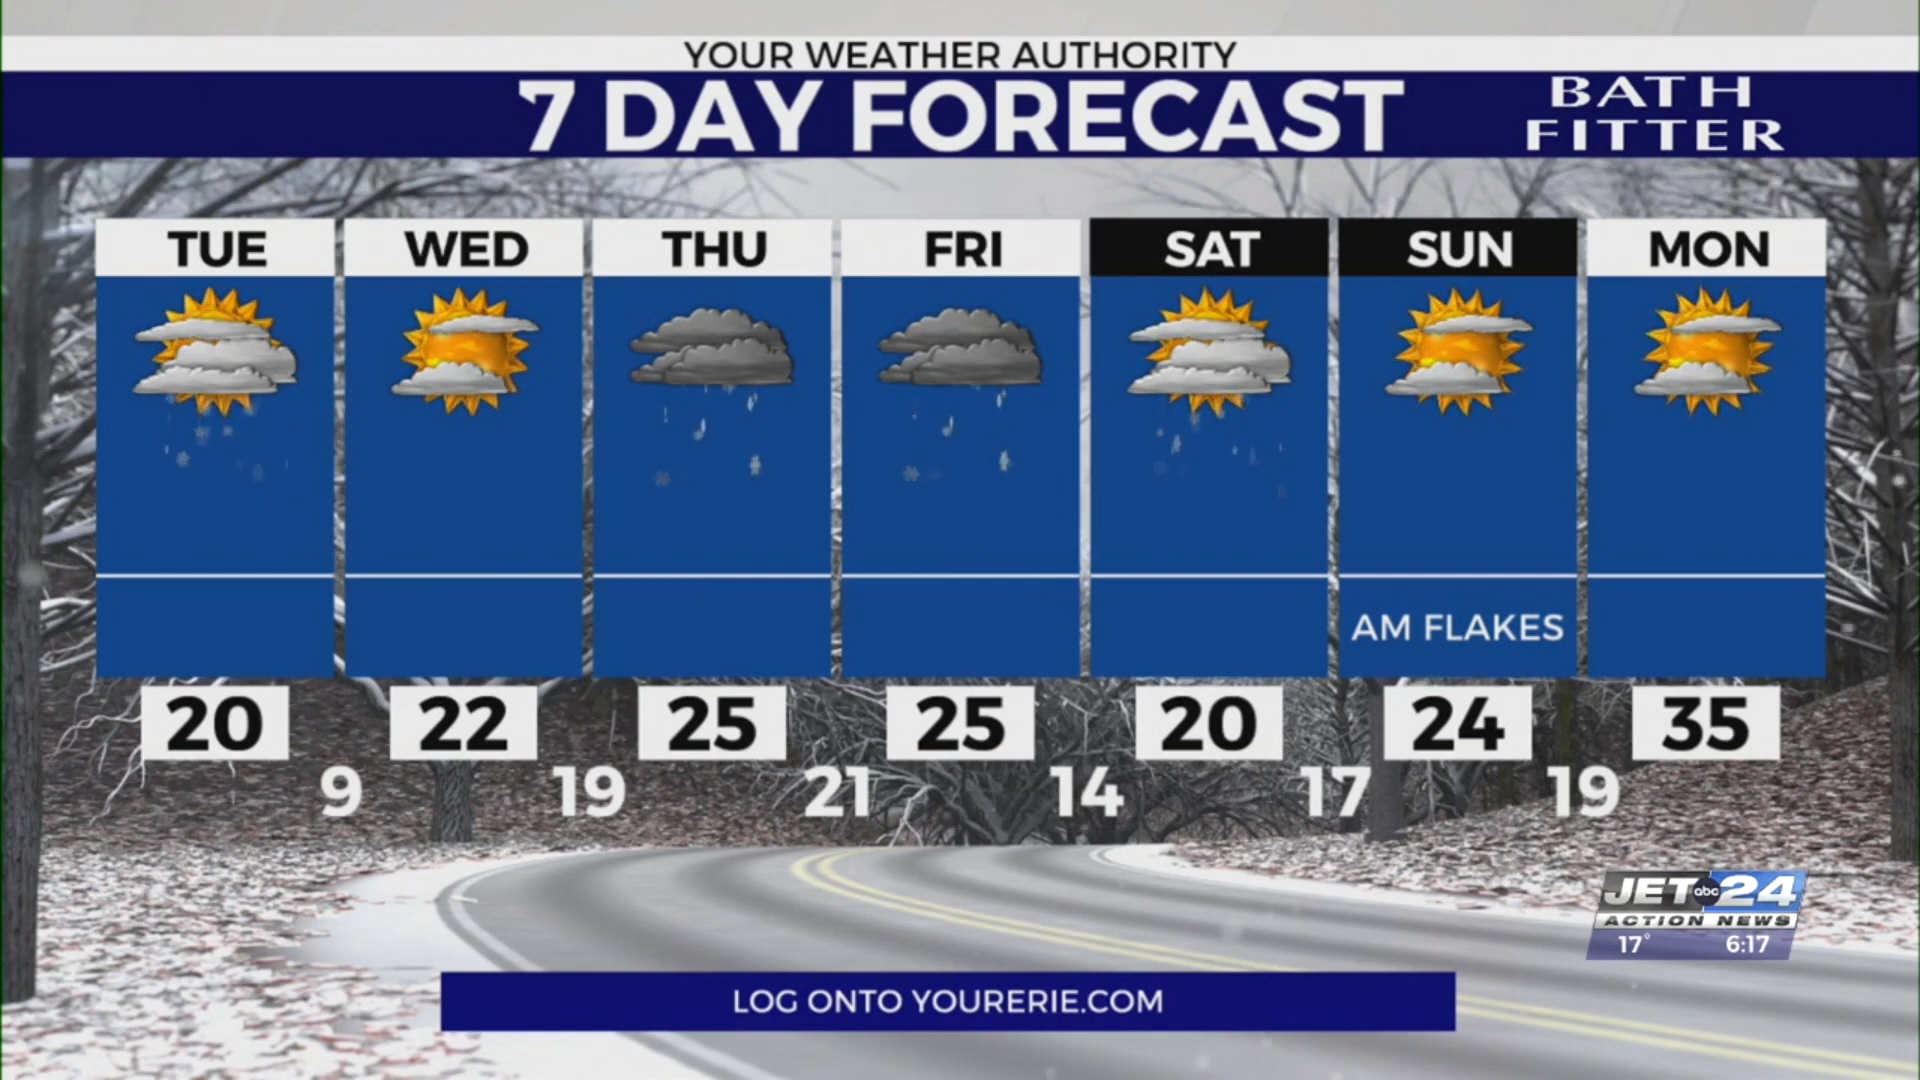 YOUR WEATHER AUTHORITY
7 DAY FORECAST
BATH
FITTER
TUE WED THU FRI SAT SUN MON
AM FLAKES
20 22 25 25 20 24 35
9 19 21 14 17 19
JET abc 24
ACTION NEWS
17° 6:17
LOG ONTO YOURERIE.COM